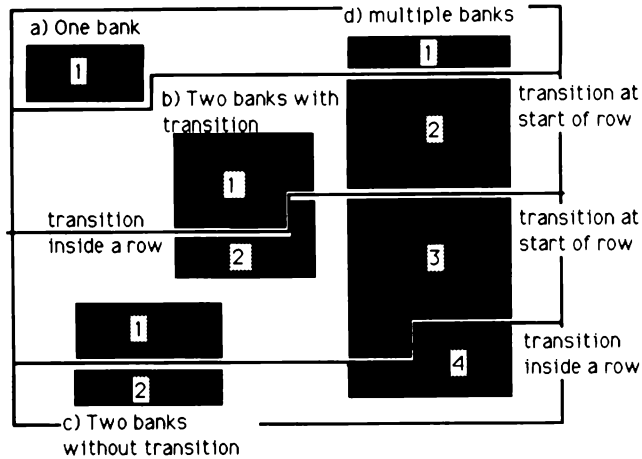 a) One bank
1
d) multiple banks
1
transition at
start of row
2
b) Two banks with
transition
1
2
transition
inside a row
transition at
start of row
3
4
transition
inside a row
1
2
c) Two banks
without transition